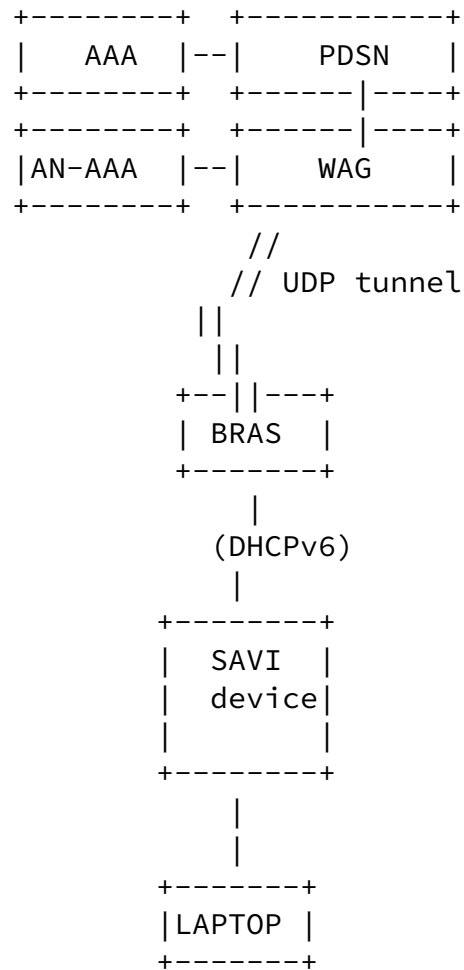 AAA PDSN
AN-AAA WAG
UDP tunnel
BRAS
(DHCPv6)
SAVI
device
LAPTOP